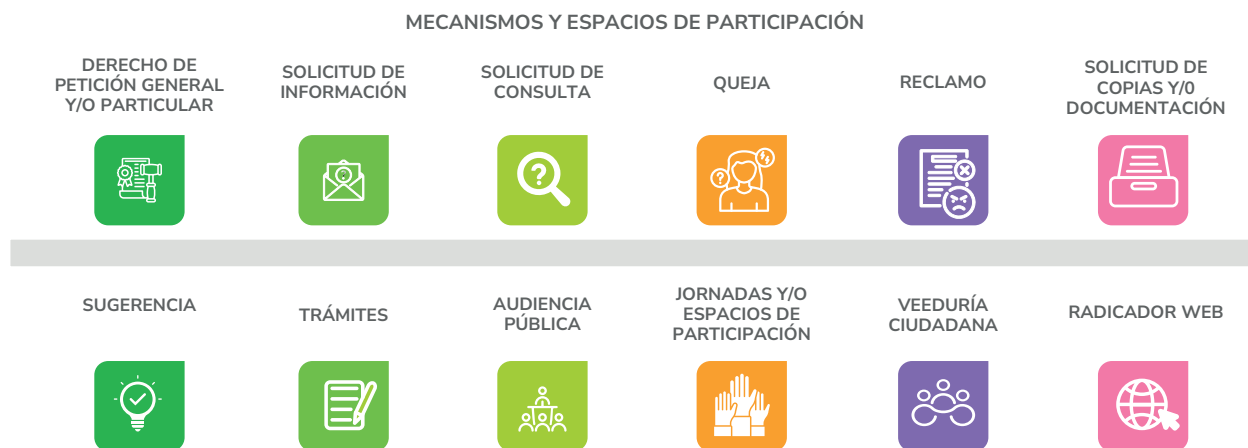 MECANISMOS Y ESPACIOS DE PARTICIPACIÓN
DERECHO DE
PETICIÓN GENERAL
Y/O PARTICULAR
SOLICITUD DE
INFORMACIÓN
SOLICITUD DE
CONSULTA
QUEJA
RECLAMO
SOLICITUD DE
COPIAS Y/0
DOCUMENTACIÓN
SUGERENCIA
TRÁMITES
AUDIENCIA
PÚBLICA
JORNADAS Y/O
ESPACIOS DE
PARTICIPACIÓN
VEEDURÍA
CIUDADANA
RADICADOR WEB